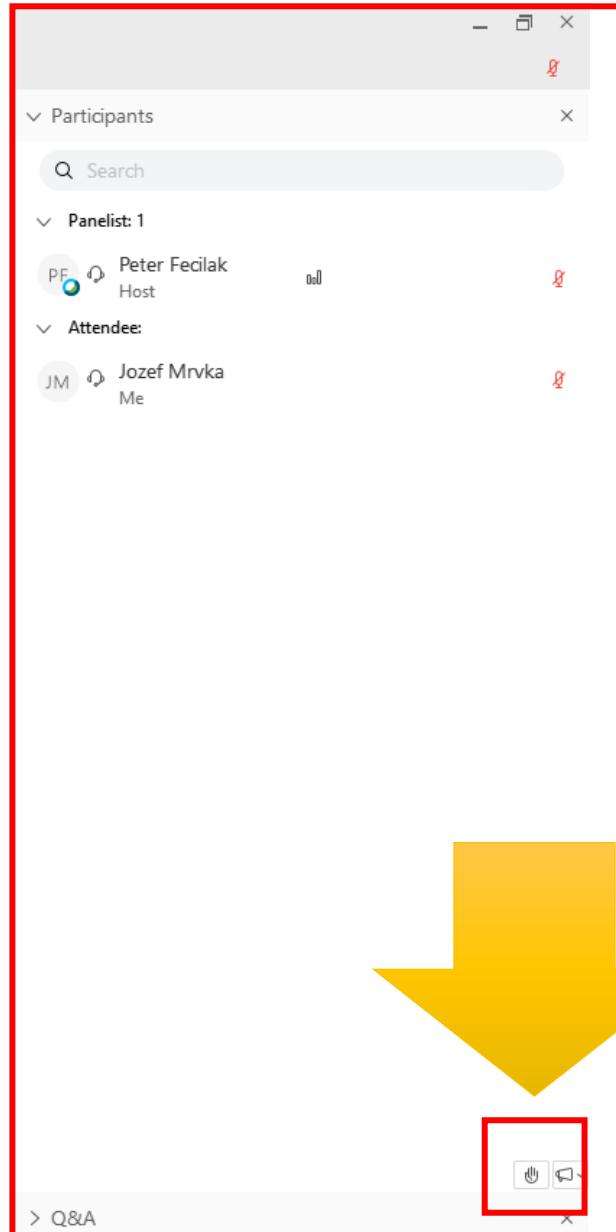 Participants
Search
Panelist: 1
PF
Peter Fecilak
Host
Attendee:
JM
Jozef Mrvka
Me
Q&A